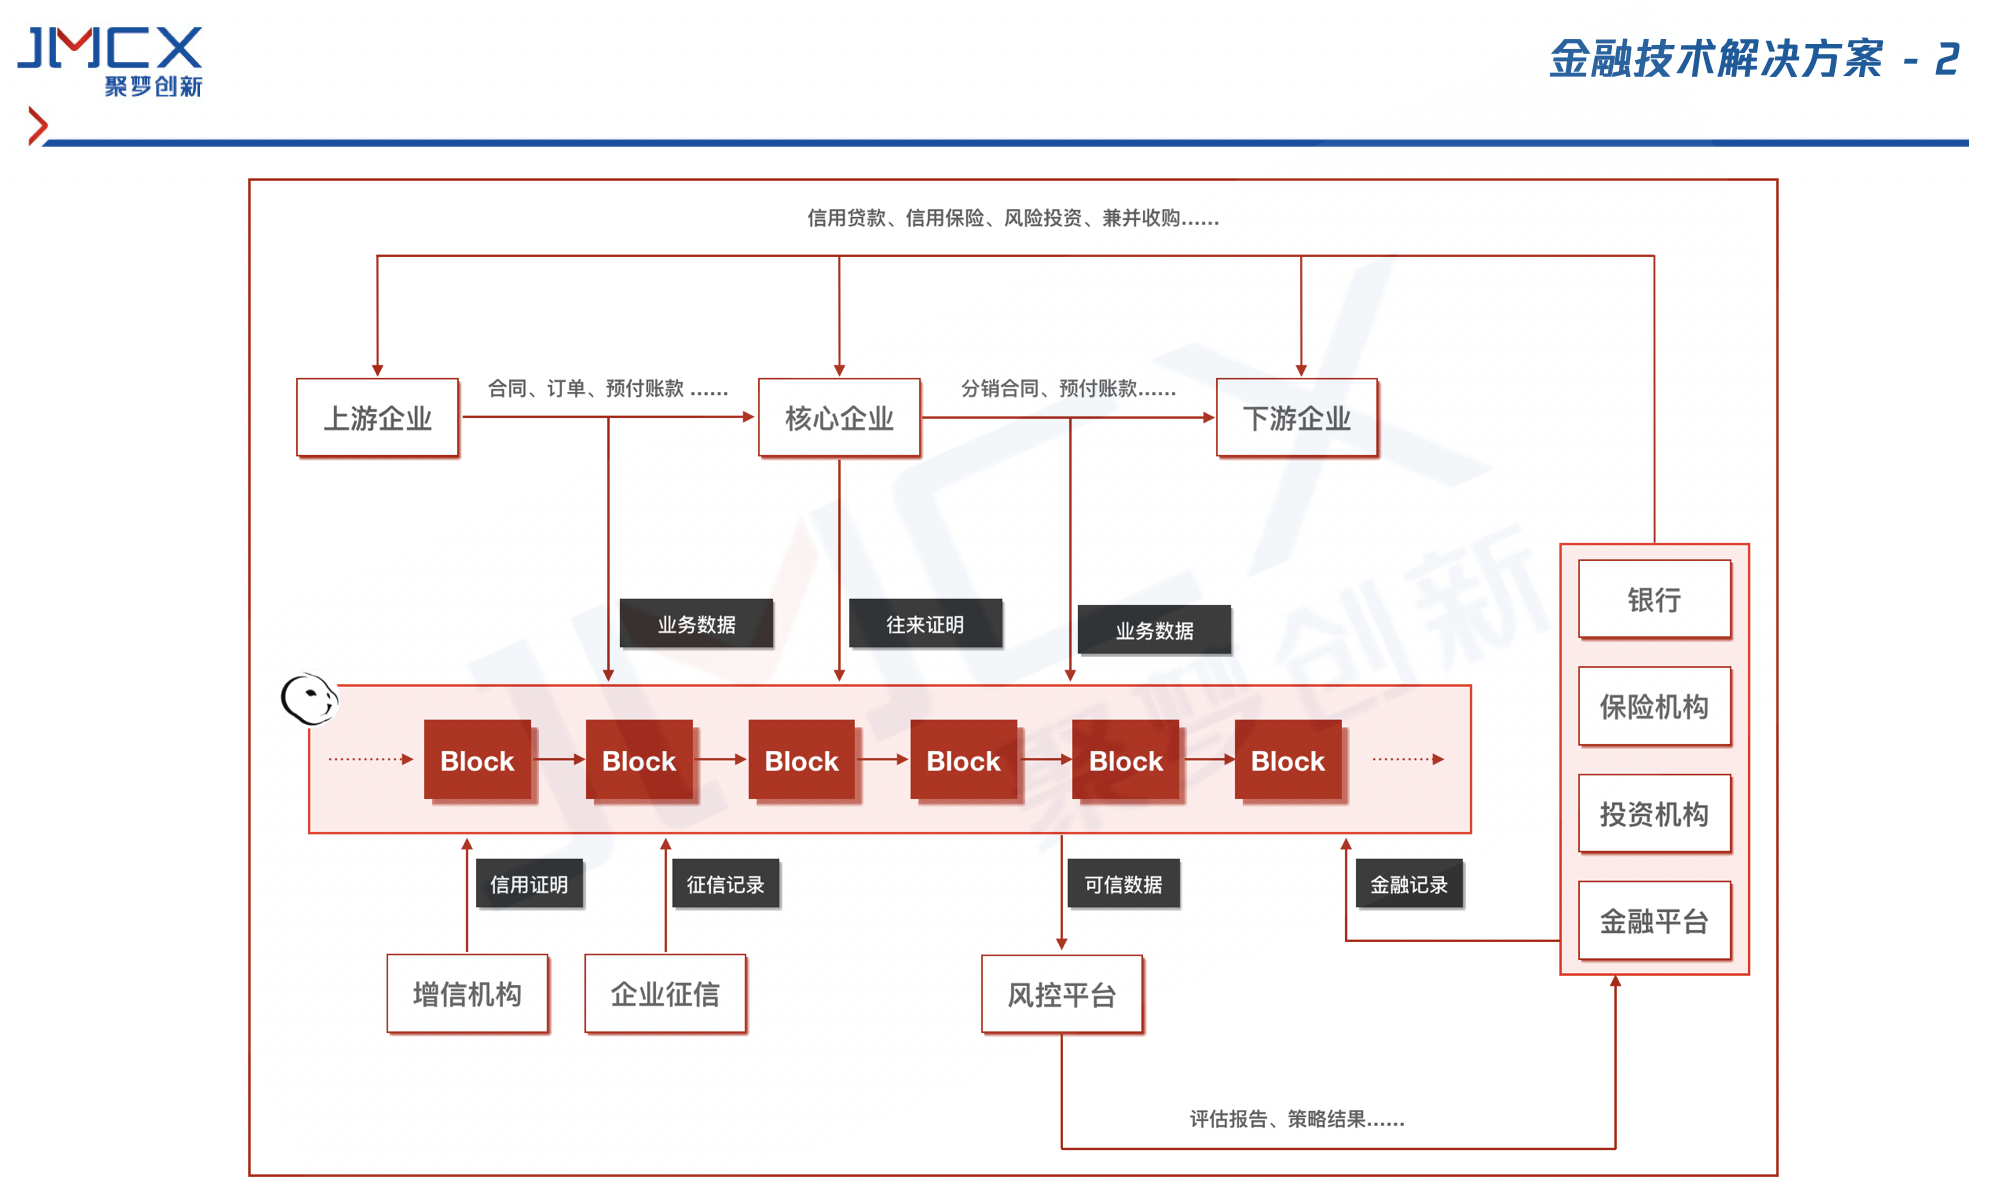 JMCX
聚梦创新
金融技术解决方案 - 2
信用贷款、信用保险、风险投资、兼并收购......
上游企业
合同、订单、预付账款 ......
核心企业
分销合同、预付账款......
下游企业
业务数据
往来证明
业务数据
银行
保险机构
投资机构
金融平台
Block
Block
Block
Block
Block
Block
信用证明
征信记录
可信数据
金融记录
增信机构
企业征信
风控平台
评估报告、策略结果......
JMCX
聚梦创新